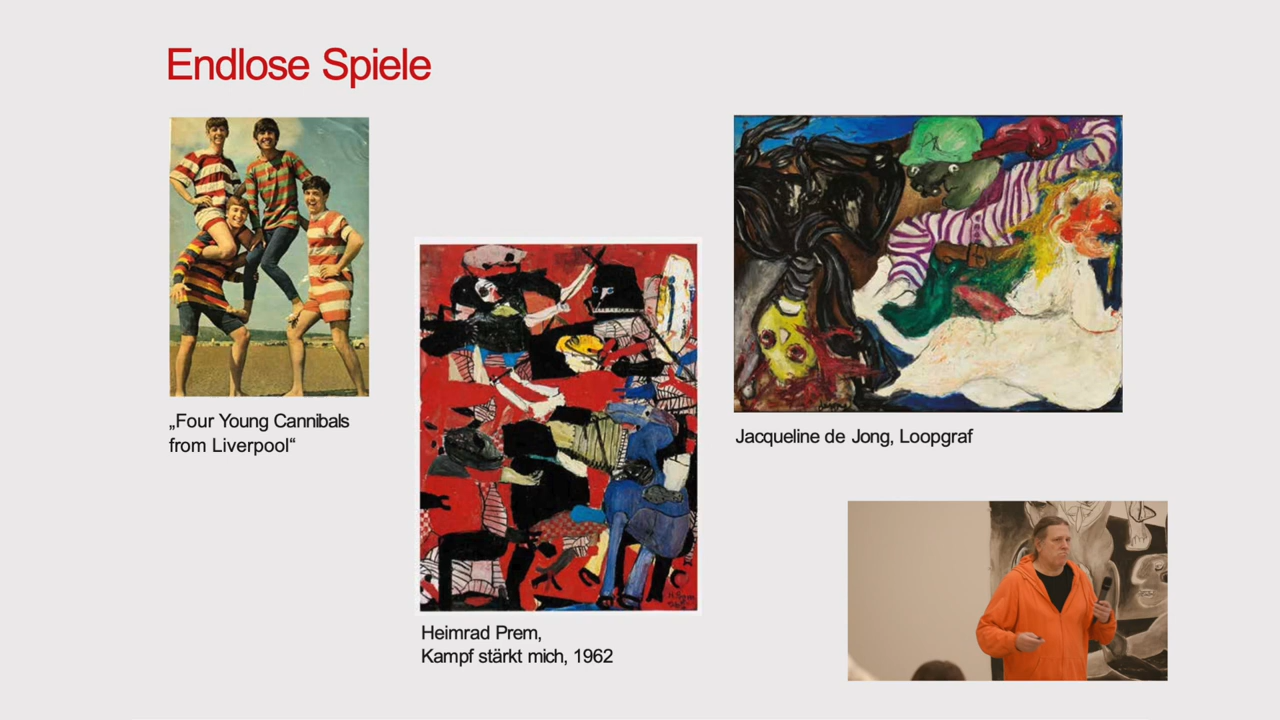 Endlose Spiele
„Four Young Cannibals
from Liverpool“
Heimrad Prem,
Kampf stärkt mich, 1962
Jacqueline de Jong, Loopgraf